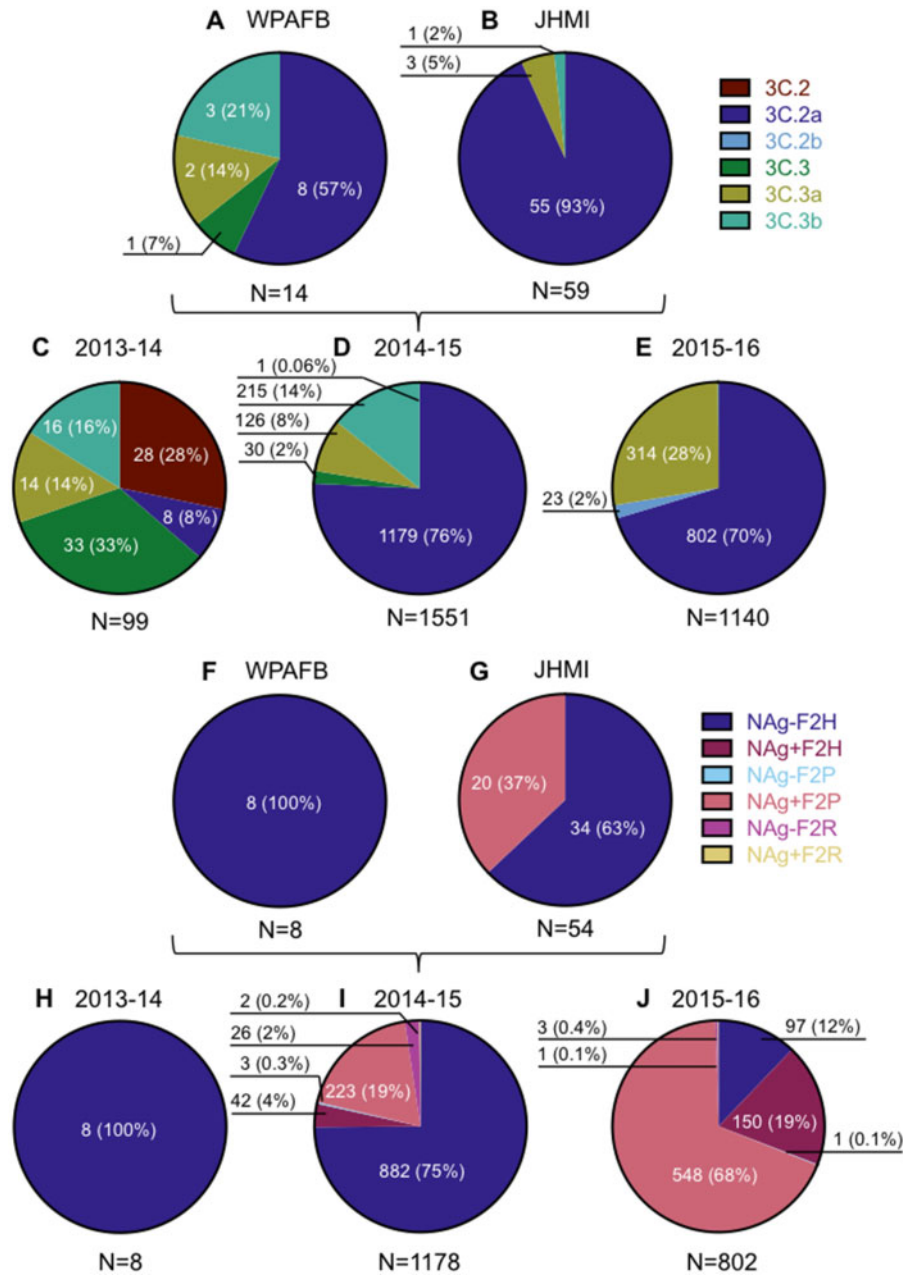 A WPAFB
B JHMI
1 (2%)
3 (5%)
3 (21%)
2 (14%)
8 (57%)
1 (7%)
55 (93%)
N=14
N=59
3C.2
3C.2a
3C.2b
3C.3
3C.3a
3C.3b
C 2013-14
D 2014-15
E 2015-16
16 (16%)
28 (28%)
14 (14%)
8 (8%)
33 (33%)
N=99
1 (0.06%)
215 (14%)
126 (8%)
30 (2%)
1179 (76%)
N=1551
314 (28%)
23 (2%)
802 (70%)
N=1140
F WPAFB
G JHMI
8 (100%)
N=8
20 (37%)
34 (63%)
N=54
NAg-F2H
NAg+F2H
NAg-F2P
NAg+F2P
NAg-F2R
NAg+F2R
H 2013-14
I 2014-15
J 2015-16
8 (100%)
N=8
2 (0.2%)
26 (2%)
3 (0.3%)
223 (19%)
42 (4%)
882 (75%)
N=1178
3 (0.4%)
1 (0.1%)
97 (12%)
150 (19%)
1 (0.1%)
548 (68%)
N=802